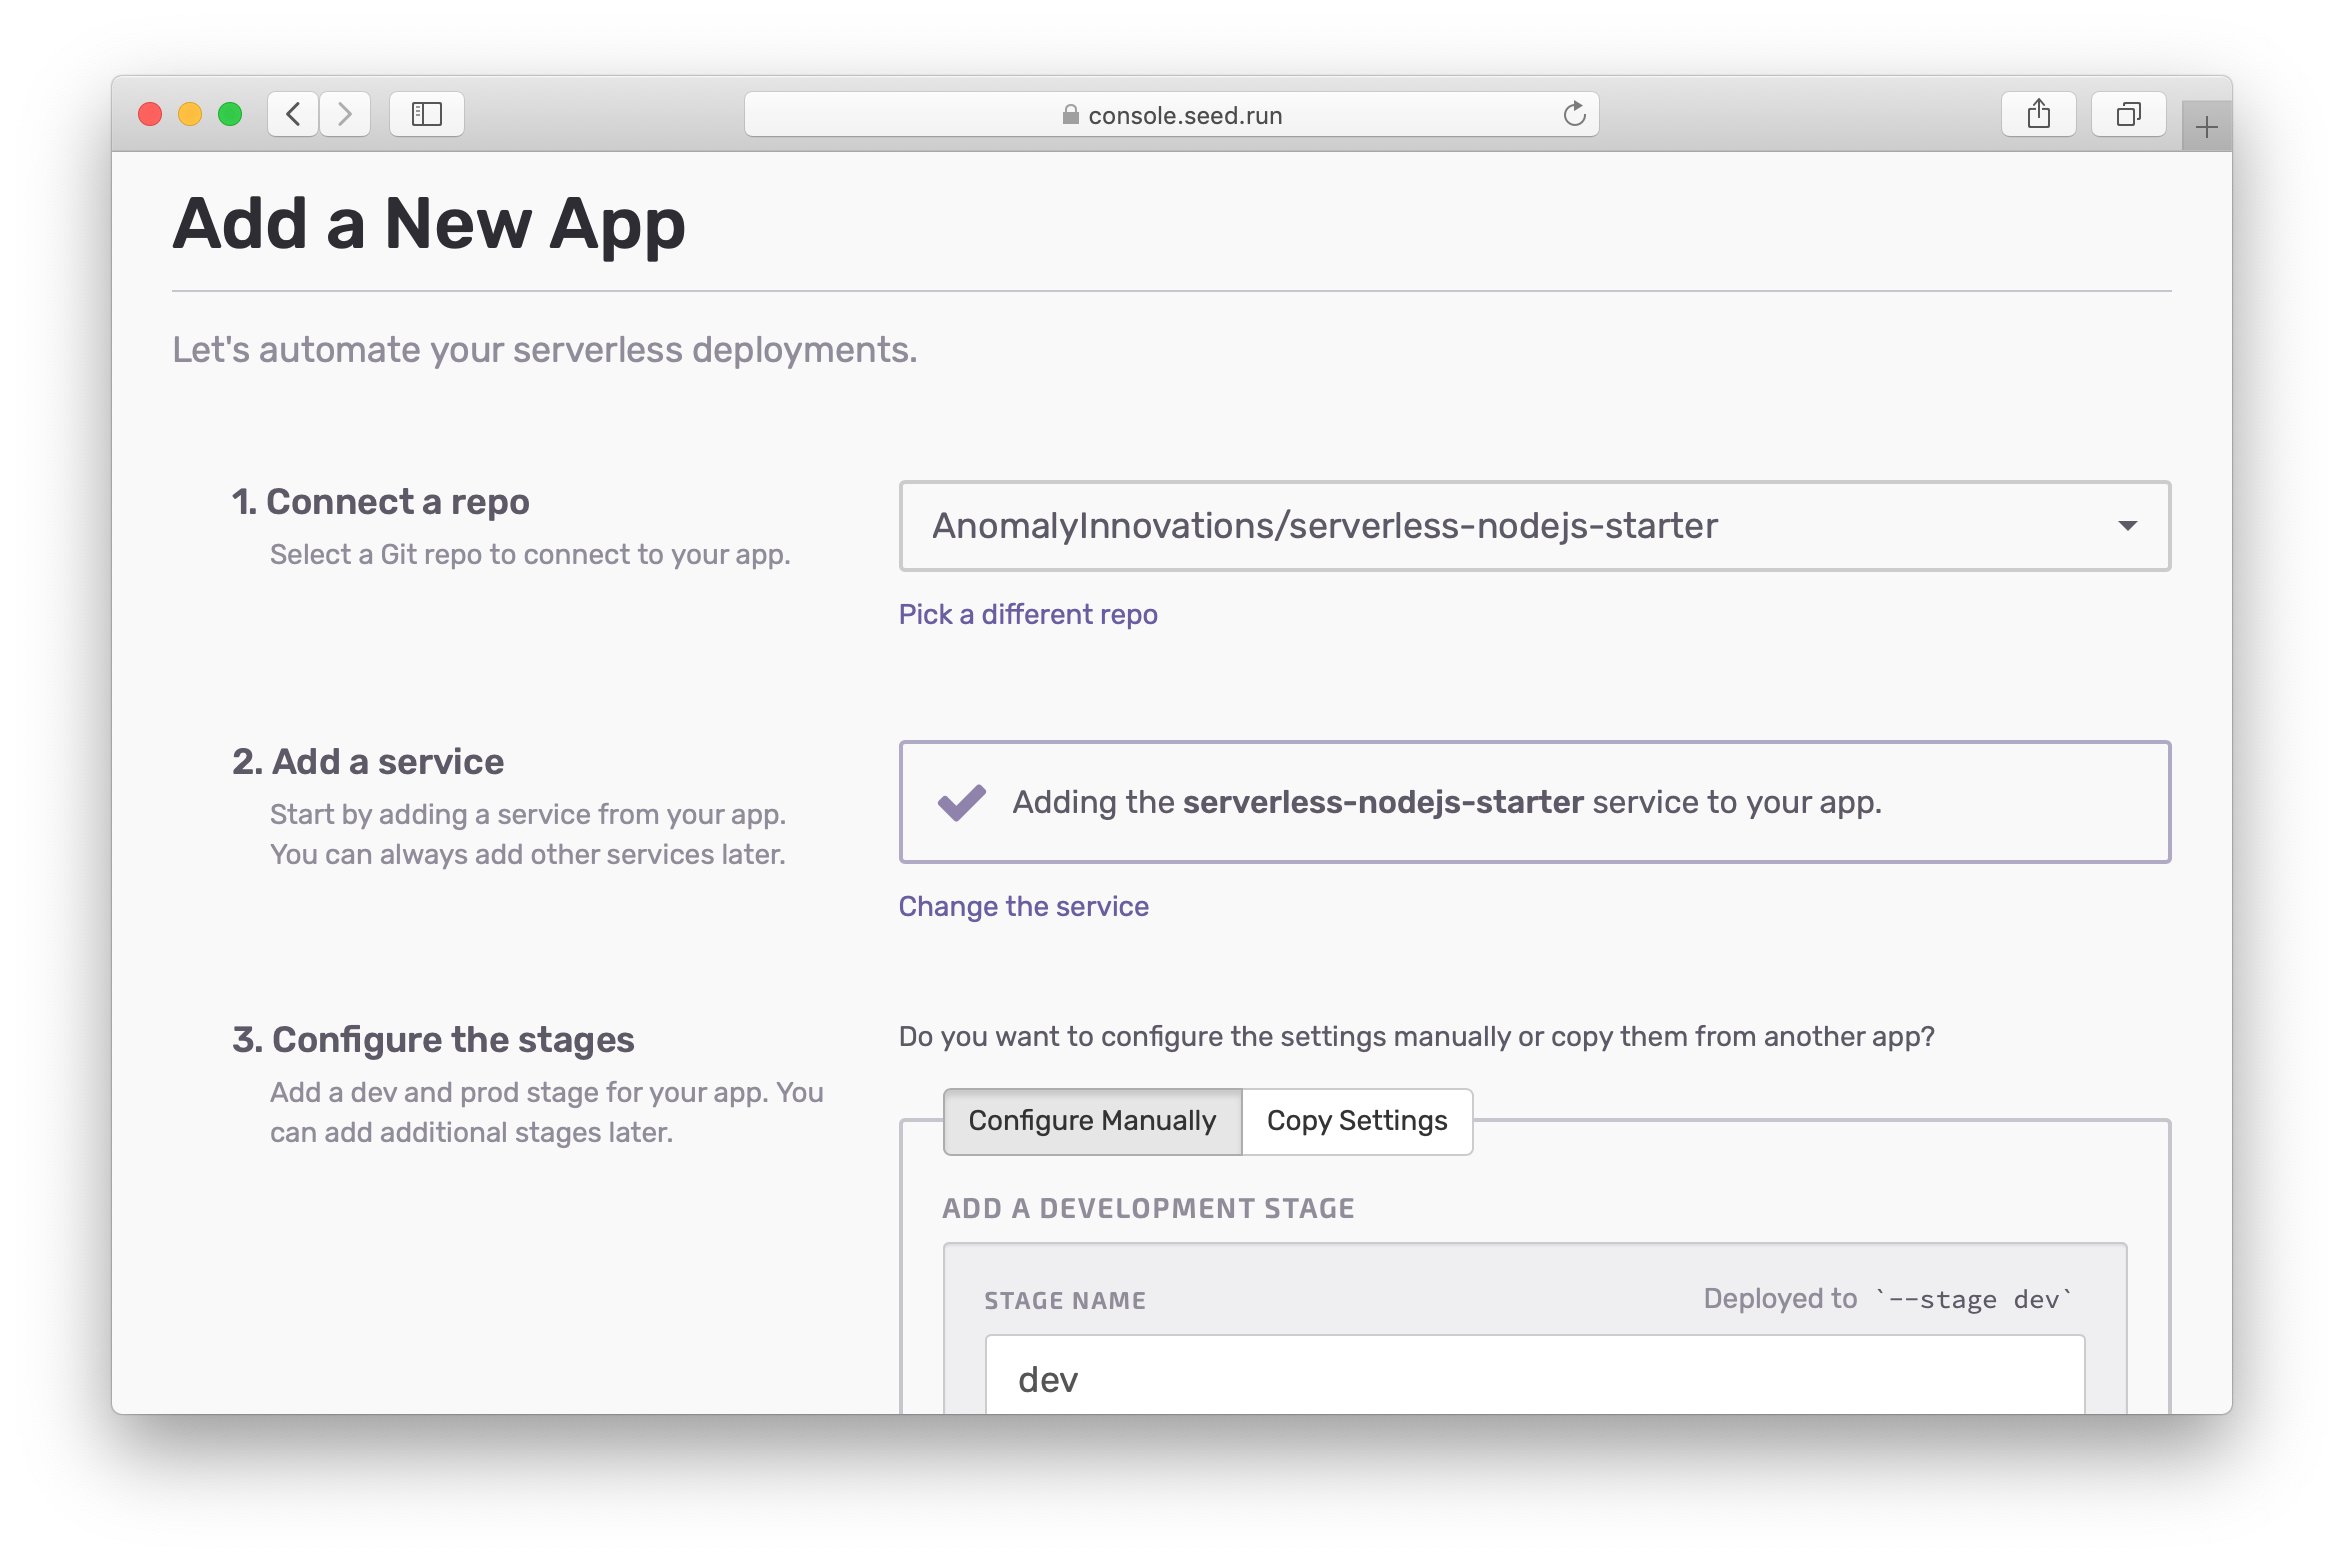 console.seed.run
Add a New App
Let's automate your serverless deployments.
1. Connect a repo
Select a Git repo to connect to your app.
AnomalyInnovations/serverless-nodejs-starter
Pick a different repo
2. Add a service
Start by adding a service from your app.
You can always add other services later.
Adding the serverless-nodejs-starter service to your app.
Change the service
3. Configure the stages
Add a dev and prod stage for your app. You
can add additional stages later.
Do you want to configure the settings manually or copy them from another app?
Configure Manually
Copy Settings
ADD A DEVELOPMENT STAGE
STAGE NAME
Deployed to `--stage dev`
dev